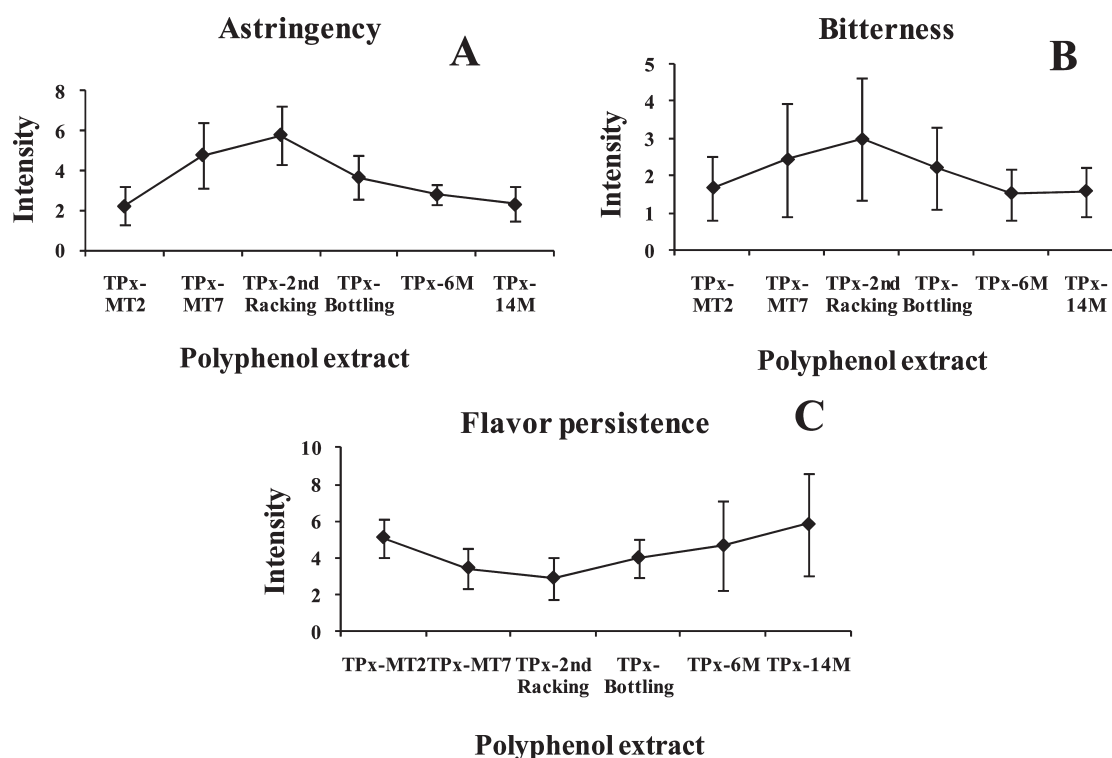 Astringency
A
Intensity
8
6
4
2
0
TPx-
MT2
TPx-
MT7
TPx-2nd
Racking
TPx-
Bottling
TPx-6M
TPx-
14M
Polyphenol extract
Bitterness
B
Intensity
5
4
3
2
1
0
TPx-
MT2
TPx-
MT7
TPx-2nd
Racking
TPx-
Bottling
TPx-6M
TPx-
14M
Polyphenol extract
Flavor persistence
C
Intensity
10
8
6
4
2
0
TPx-MT2
TPx-MT7
TPx-2nd
Racking
TPx-
Bottling
TPx-6M
TPx-14M
Polyphenol extract